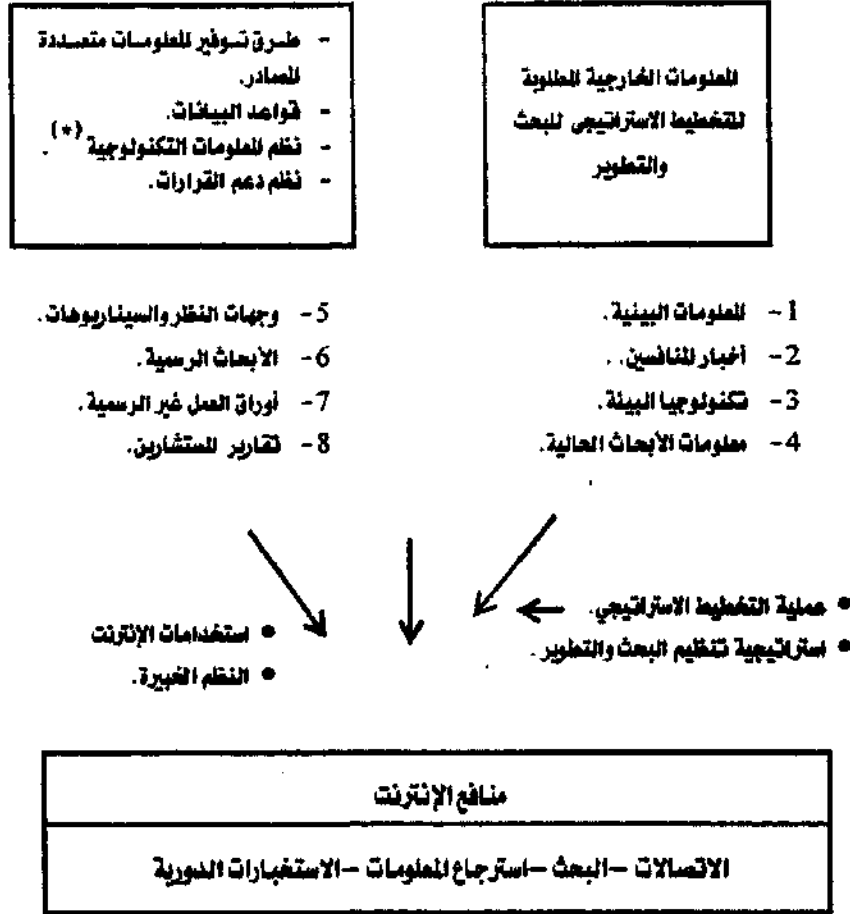 المعلومات الخارجية المطلوبة
للتخطيط الاستراتيجي للبحث
والتطوير
- طرق توفير المعلومات متعددة
المصادر.
- قواعد البيانات.
- نظم المعلومات التكنولوجية (*).
- نظم دعم القرارات.
1- المعلومات البيئية.
2- أخبار المنافسين. .
3- تكنولوجيا البيئة.
4- معلومات الأبحاث الحالية.
5- وجهات النظر والسيناريوهات.
6- الأبحاث الرسمية.
7- أوراق العمل غير الرسمية.
8- تقارير المستشارين.
• عملية التخطيط الاستراتيجي.
• استراتيجية تنظيم البحث والتطوير.
• استخدامات الإنترنت
• النظم الخبيرة.
منافع الإنترنت
الاتصالات – البحث – استرجاع المعلومات – الاستخبارات الدورية